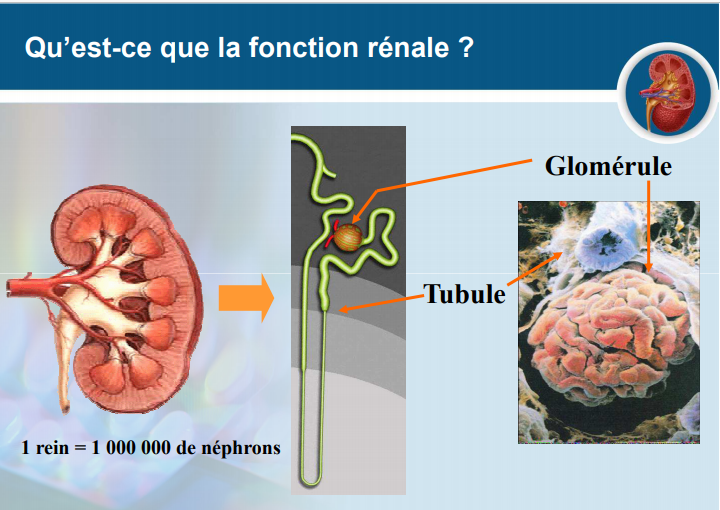 Qu’est-ce que la fonction rénale ?
Glomérule
Tubule
1 rein = 1 000 000 de néphrons